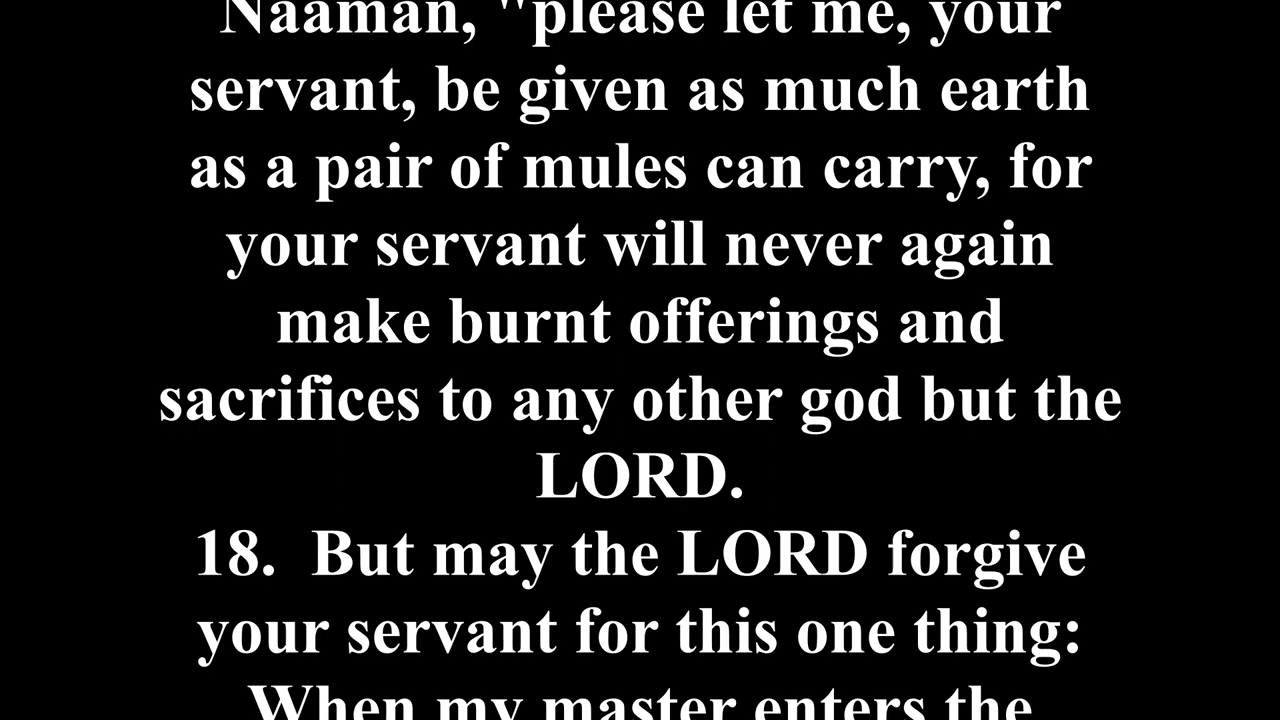 Naaman, "please let me, your
servant, be given as much earth
as a pair of mules can carry, for
your servant will never again
make burnt offerings and
sacrifices to any other god but the
LORD.
18.  But may the LORD forgive
your servant for this one thing:
When my master enters the